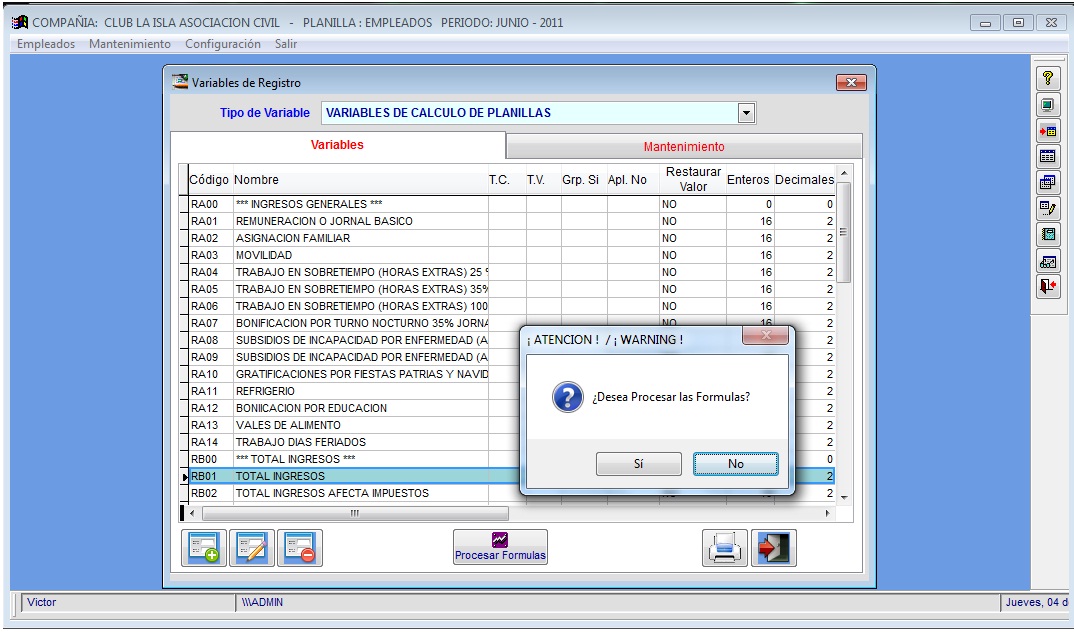 COMPAÑIA: CLUB LA ISLA ASOCIACION CIVIL - PLANILLA : EMPLEADOS PERIODO: JUNIO - 2011
Empleados Mantenimiento Configuración Salir
Variables de Registro
Tipo de Variable VARIABLES DE CALCULO DE PLANILLAS
Variables Mantenimiento
Código Nombre T.C. T.V. Grp. Si Apl. No Restaurar Valor Enteros Decimales
RA00 *** INGRESOS GENERALES *** NO 0 0
RA01 REMUNERACION O JORNAL BASICO NO 16 2
RA02 ASIGNACION FAMILIAR NO 16 2
RA03 MOVILIDAD NO 16 2
RA04 TRABAJO EN SOBRETIEMPO (HORAS EXTRAS) 25 NO 16 2
RA05 TRABAJO EN SOBRETIEMPO (HORAS EXTRAS) 35% NO 16 2
RA06 TRABAJO EN SOBRETIEMPO (HORAS EXTRAS) 100 NO 16 2
RA07 BONIFICACION POR TURNO NOCTURNO 35% JORNA NO 16 2
RA08 SUBSIDIOS DE INCAPACIDAD POR ENFERMEDAD (A 2
RA09 SUBSIDIOS DE INCAPACIDAD POR ENFERMEDAD (A 2
RA10 GRATIFICACIONES POR FIESTAS PATRIAS Y NAVID 2
RA11 REFRIGERIO 2
RA12 BONIICACION POR EDUCACION 2
RA13 VALES DE ALIMENTO 2
RA14 TRABAJO DIAS FERIADOS 2
RB00 *** TOTAL INGRESOS *** 0
RB01 TOTAL INGRESOS 2
RB02 TOTAL INGRESOS AFECTA IMPUESTOS 2
¡ ATENCION ! / ¡ WARNING !
¿Desea Procesar las Formulas?
Sí No
Procesar Formulas
Victor \\\ADMIN Jueves, 04 d